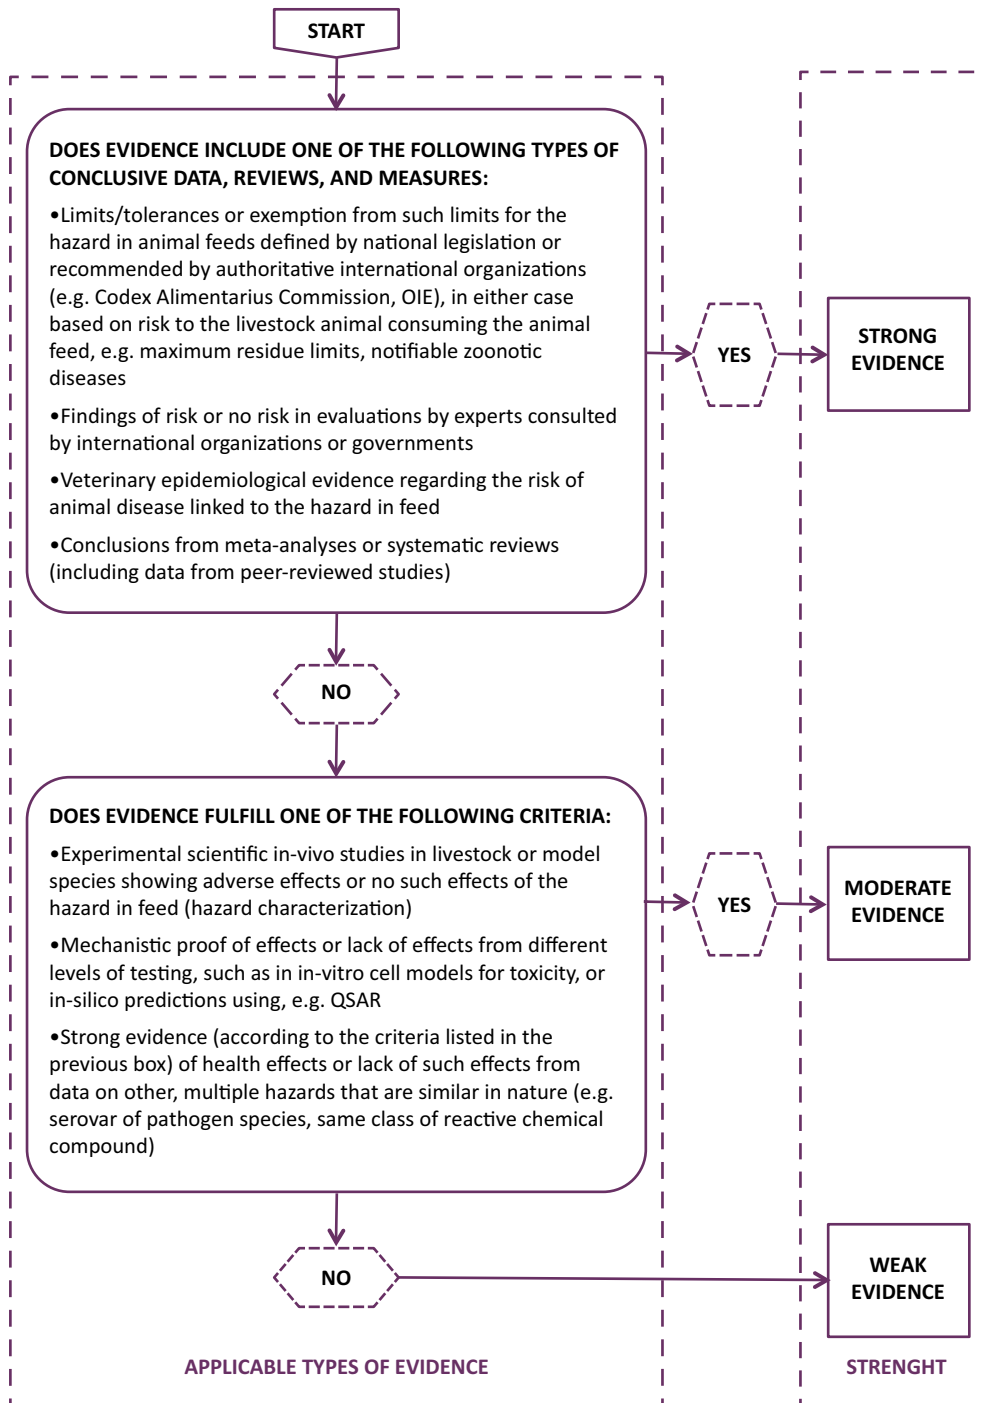 START
DOES EVIDENCE INCLUDE ONE OF THE FOLLOWING TYPES OF
CONCLUSIVE DATA, REVIEWS, AND MEASURES:
•Limits/tolerances or exemption from such limits for the
hazard in animal feeds defined by national legislation or
recommended by authoritative international organizations
(e.g. Codex Alimentarius Commission, OIE), in either case
based on risk to the livestock animal consuming the animal
feed, e.g. maximum residue limits, notifiable zoonotic
diseases
•Findings of risk or no risk in evaluations by experts consulted
by international organizations or governments
•Veterinary epidemiological evidence regarding the risk of
animal disease linked to the hazard in feed
•Conclusions from meta-analyses or systematic reviews
(including data from peer-reviewed studies)
YES
STRONG
EVIDENCE
NO
DOES EVIDENCE FULFILL ONE OF THE FOLLOWING CRITERIA:
•Experimental scientific in-vivo studies in livestock or model
species showing adverse effects or no such effects of the
hazard in feed (hazard characterization)
•Mechanistic proof of effects or lack of effects from different
levels of testing, such as in in-vitro cell models for toxicity, or
in-silico predictions using, e.g. QSAR
•Strong evidence (according to the criteria listed in the
previous box) of health effects or lack of such effects from
data on other, multiple hazards that are similar in nature (e.g.
serovar of pathogen species, same class of reactive chemical
compound)
YES
MODERATE
EVIDENCE
NO
WEAK
EVIDENCE
APPLICABLE TYPES OF EVIDENCE
STRENGHT